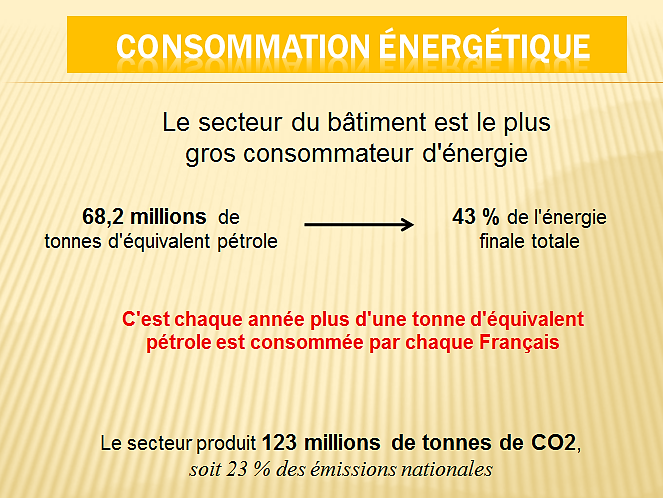 CONSOMMATION ÉNERGÉTIQUE
Le secteur du bâtiment est le plus
gros consommateur d'énergie
68,2 millions de
tonnes d'équivalent pétrole
43 % de l'énergie
finale totale
C'est chaque année plus d'une tonne d'équivalent
pétrole est consommée par chaque Français
Le secteur produit 123 millions de tonnes de CO2,
soit 23 % des émissions nationales